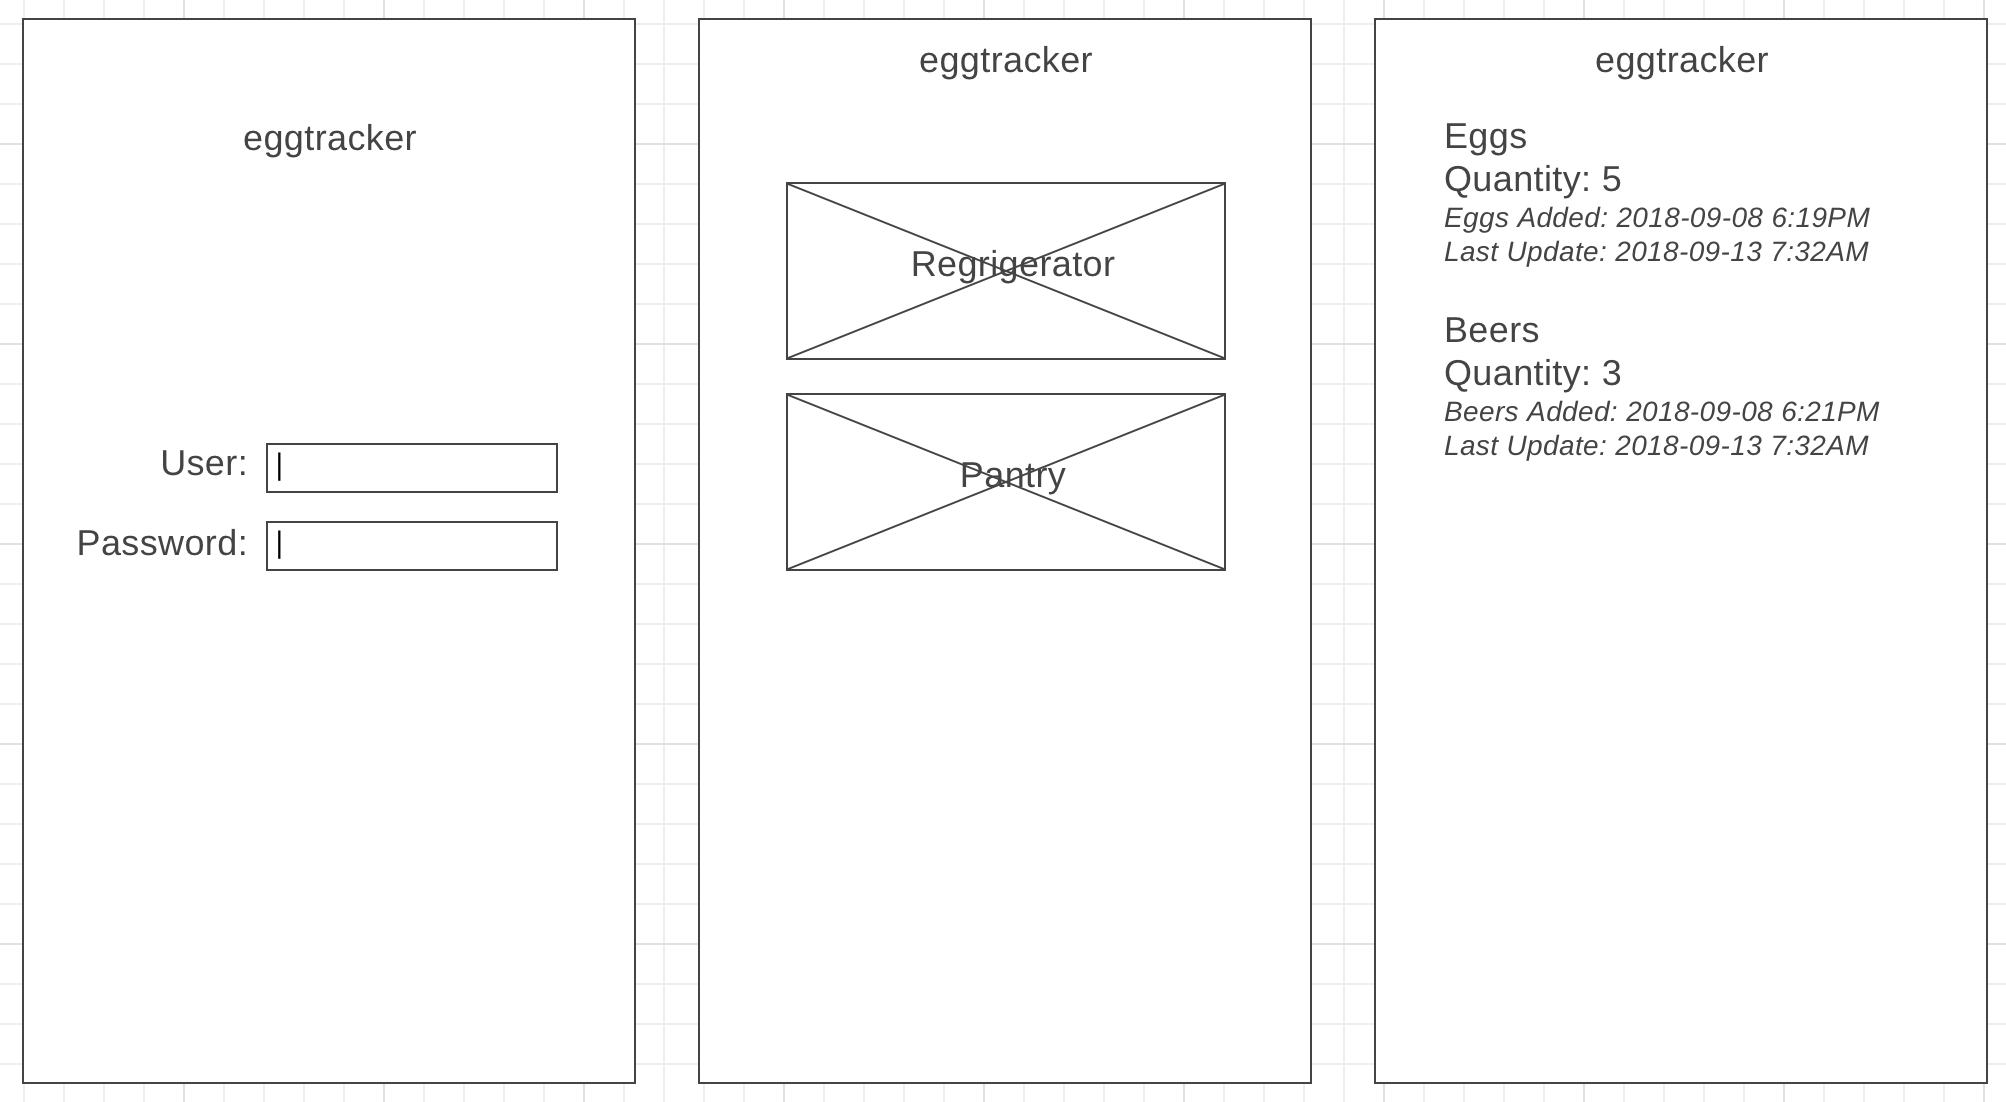 eggtracker
User:
Password:
eggtracker
Regrigerator
Pantry
eggtracker
Eggs
Quantity: 5
Eggs Added: 2018-09-08 6:19PM
Last Update: 2018-09-13 7:32AM
Beers
Quantity: 3
Beers Added: 2018-09-08 6:21PM
Last Update: 2018-09-13 7:32AM